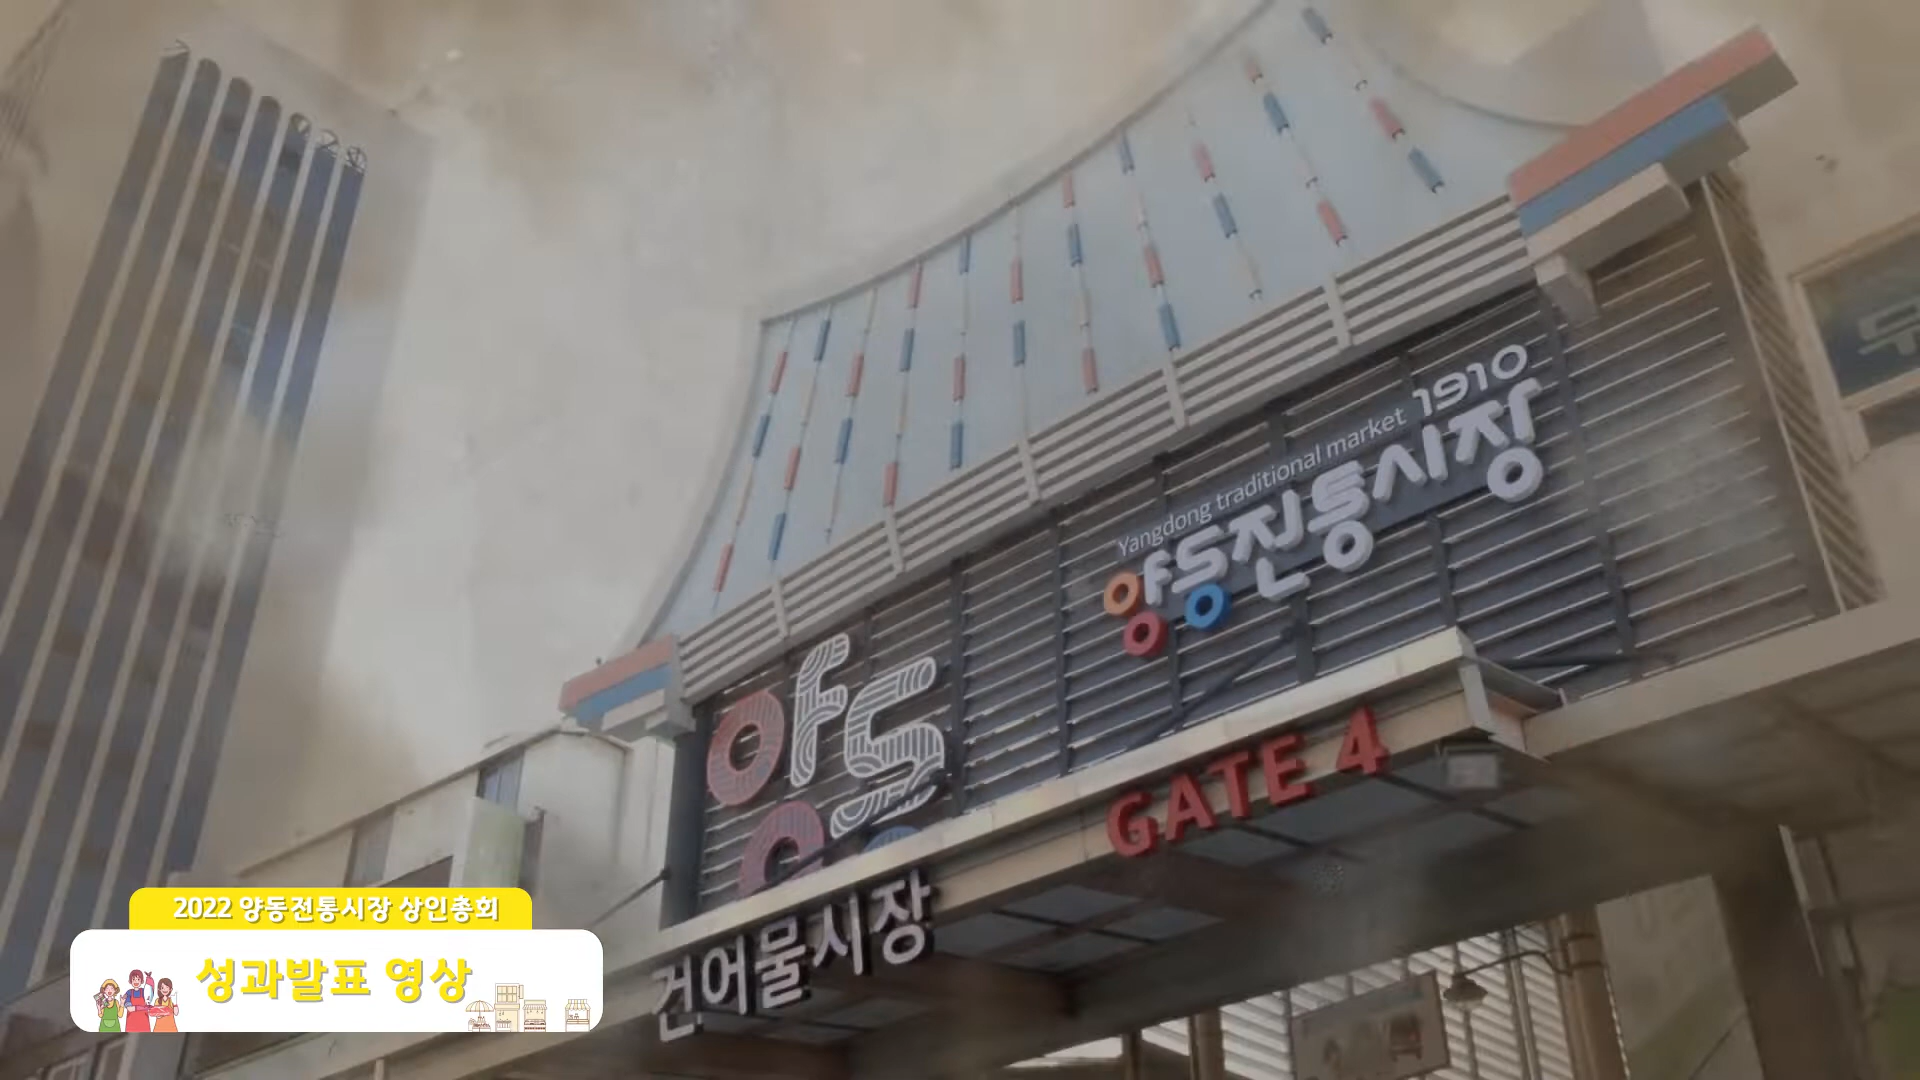 1910
Yangdong traditional market
양동전통시장
양동
GATE 4
건어물시장
2022 양동전통시장 상인총회
성과발표 영상